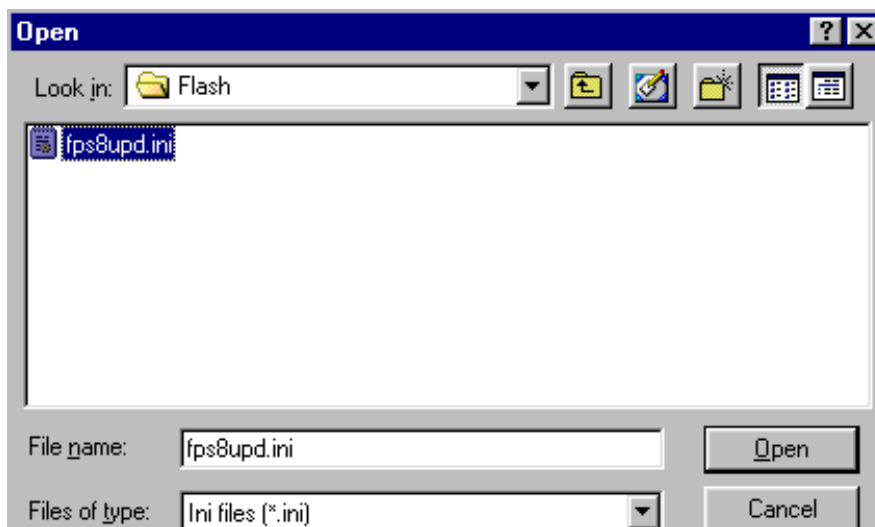 Open
Look in: Flash
fps8upd.ini
File name: fps8upd.ini Open
Files of type: Ini files (*.ini) Cancel